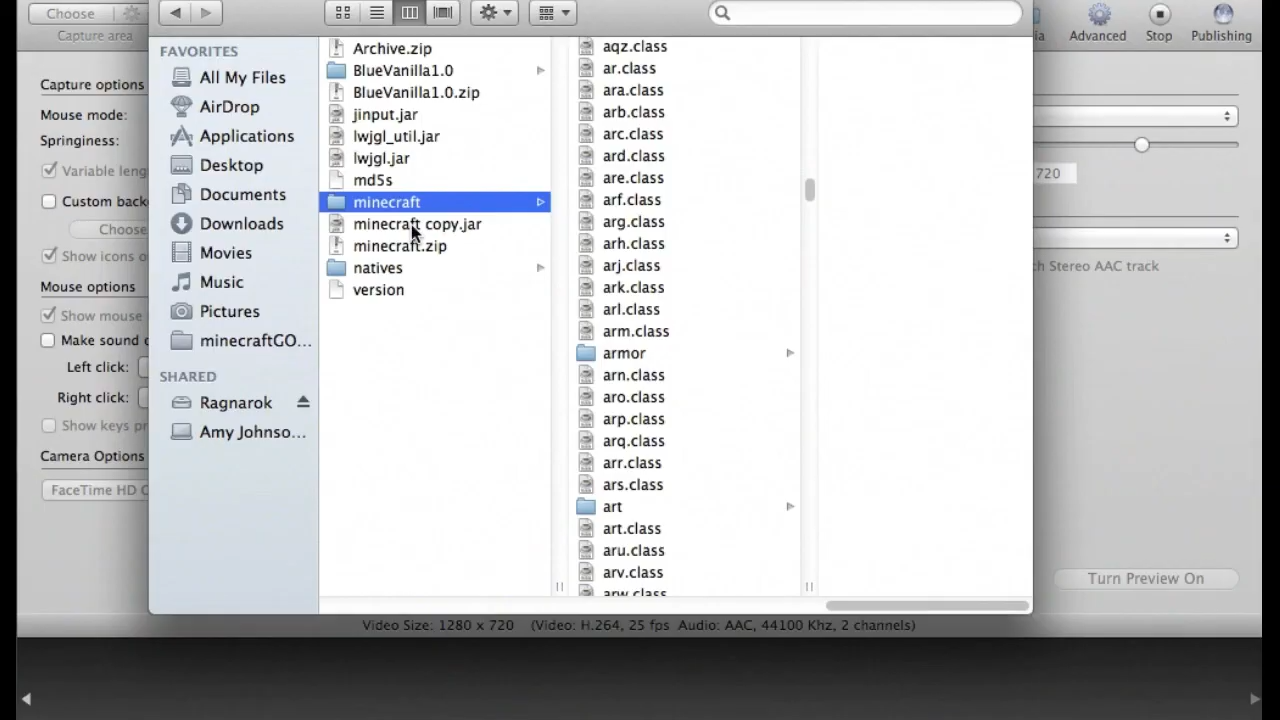 Choose
Capture area
Advanced
Stop
Publishing
Capture options
Mouse mode:
Springiness:
Variable leng
Custom back
Choose
Show icons o
Mouse options
Show mouse
Make sound o
Left click:
Right click:
Show keys pr
Camera Options
FaceTime HD C
FAVORITES
All My Files
AirDrop
Applications
Desktop
Documents
Downloads
Movies
Music
Pictures
minecraftGO...
SHARED
Ragnarok
Amy Johnso...
Archive.zip
BlueVanilla1.0
BlueVanilla1.0.zip
jinput.jar
lwjgl_util.jar
lwjgl.jar
md5s
minecraft
minecraft copy.jar
minecraft.zip
natives
version
aqz.class
ar.class
ara.class
arb.class
arc.class
ard.class
are.class
arf.class
arg.class
arh.class
arj.class
ark.class
arl.class
arm.class
armor
arn.class
aro.class
arp.class
arq.class
arr.class
ars.class
art
art.class
aru.class
arv.class
arw.class
720
h Stereo AAC track
Turn Preview On
Video Size: 1280 x 720 (Video: H.264, 25 fps Audio: AAC, 44100 Khz, 2 channels)